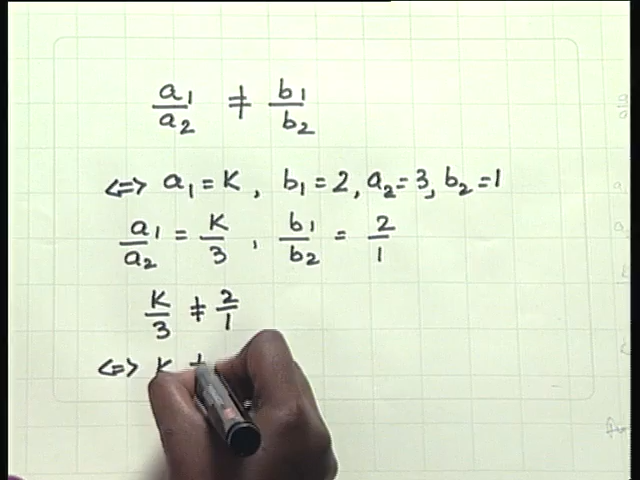 a1/a2 ≠ b1/b2
<=> a1 = K, b1 = 2, a2 = 3, b2 = 1
a1/a2 = K/3, b1/b2 = 2/1
K/3 ≠ 2/1
<=> K